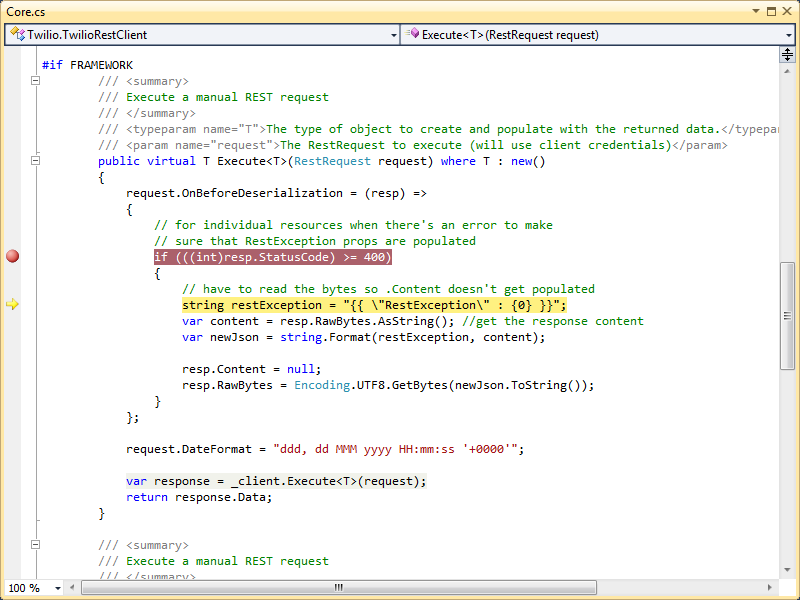 Core.cs
Twilio.TwilioRestClient
Execute<T>(RestRequest request)
#if FRAMEWORK
/// <summary>
/// Execute a manual REST request
/// </summary>
/// <typeparam name="T">The type of object to create and populate with the returned data.</typepar
/// <param name="request">The RestRequest to execute (will use client credentials)</param>
public virtual T Execute<T>(RestRequest request) where T : new()
{
request.OnBeforeDeserialization = (resp) =>
{
// for individual resources when there's an error to make
// sure that RestException props are populated
if (((int)resp.StatusCode) >= 400)
{
// have to read the bytes so .Content doesn't get populated
string restException = "{{ \"RestException\" : {0} }}";
var content = resp.RawBytes.AsString(); //get the response content
var newJson = string.Format(restException, content);
resp.Content = null;
resp.RawBytes = Encoding.UTF8.GetBytes(newJson.ToString());
}
};
request.DateFormat = "ddd, dd MMM yyyy HH:mm:ss '+0000'";
var response = _client.Execute<T>(request);
return response.Data;
}
/// <summary>
/// Execute a manual REST request
/// </summary>
100 %